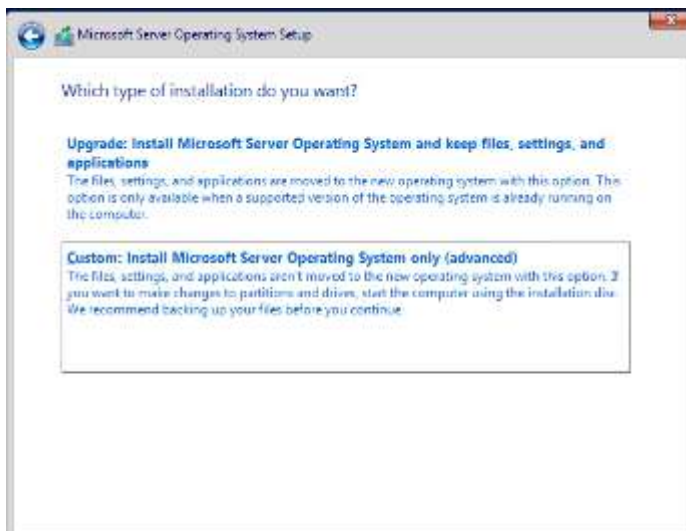 Microsoft Server Operating System Setup
Which type of installation do you want?
Upgrade: Install Microsoft Server Operating System and keep files, settings, and
applications
The files, settings, and applications are moved to the new operating system with this option. This
option is only available when a supported version of the operating system is already running on
the computer.
Custom: Install Microsoft Server Operating System only (advanced)
The files, settings, and applications aren't moved to the new operating system with this option. If
you want to make changes to partitions and drives, start the computer using the installation disc.
We recommend backing up your files before you continue.